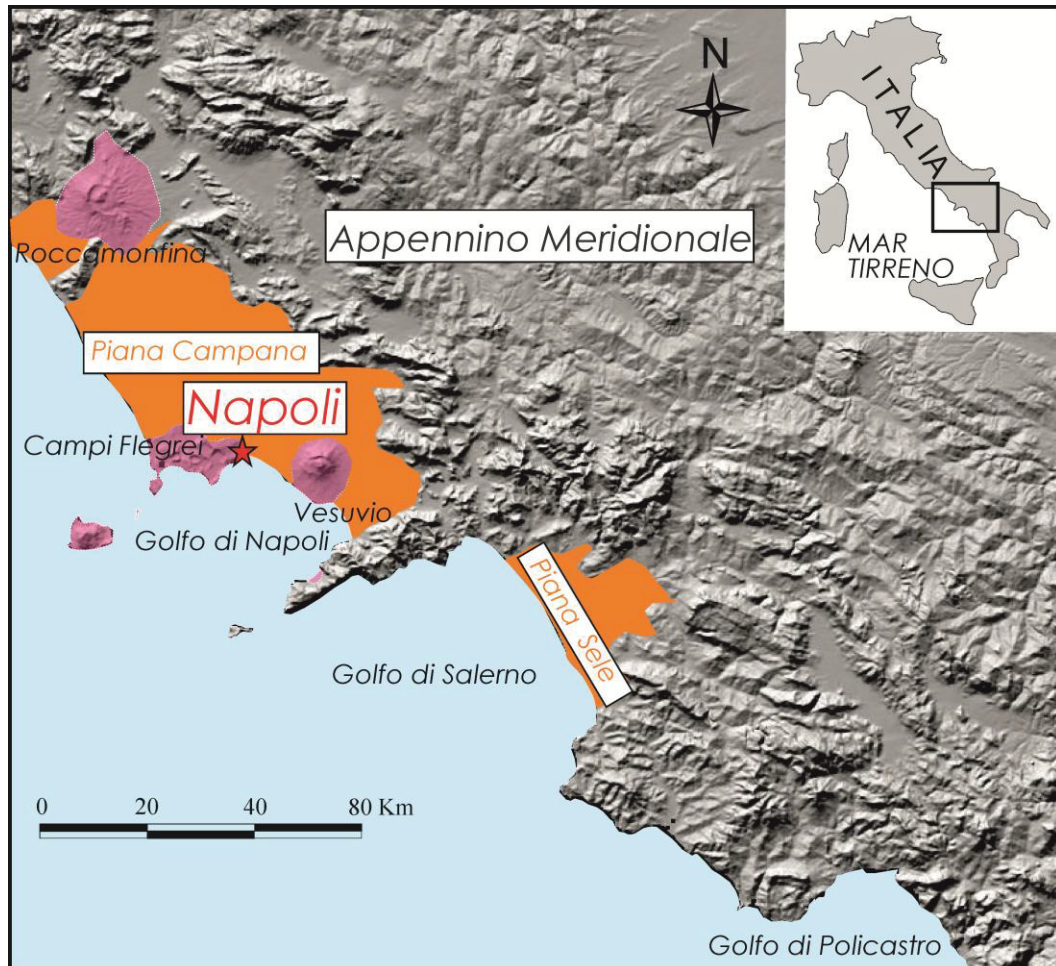 N
ITALIA
MAR
TIRRENO
Appennino Meridionale
Roccamonfina
Piana Campana
Napoli
Campi Flegrei
Vesuvio
Golfo di Napoli
Piana Sele
Golfo di Salerno
0 20 40 80 Km
Golfo di Policastro